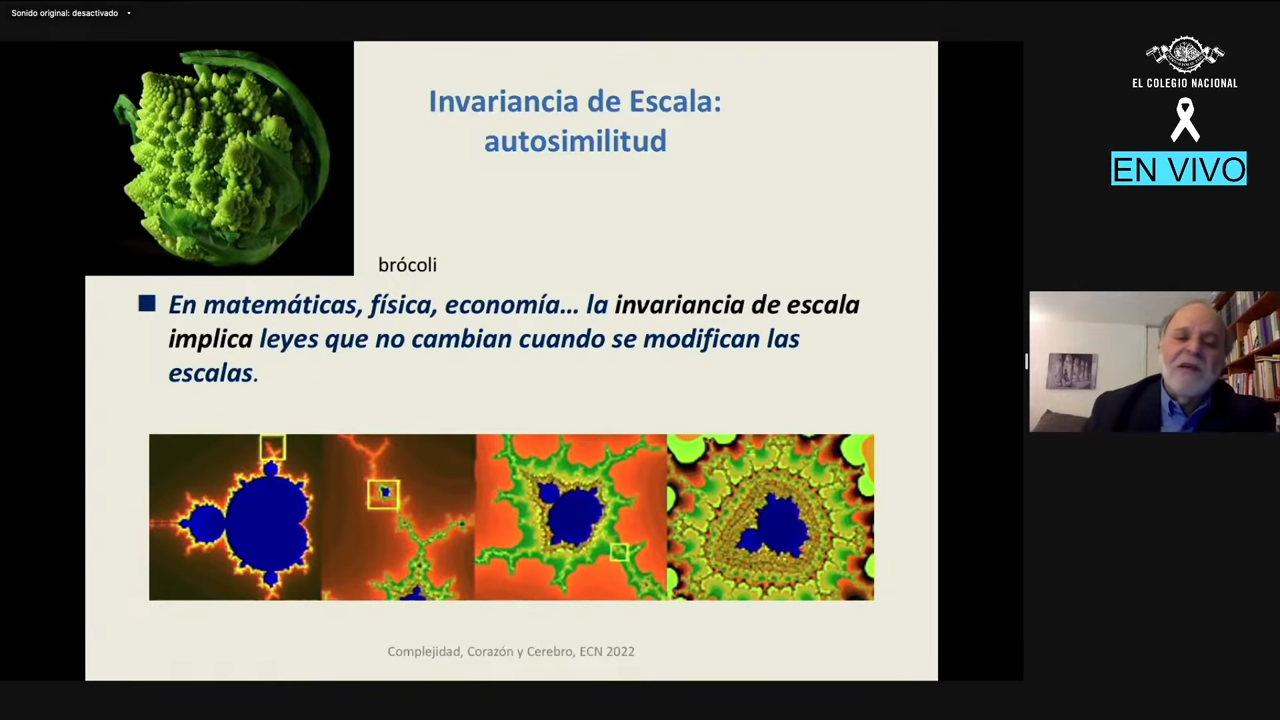 Sonido original: desactivado
Invariancia de Escala:
autosimilitud
brócoli
En matemáticas, física, economía... la invariancia de escala
implica leyes que no cambian cuando se modifican las
escalas.
Complejidad, Corazón y Cerebro, ECN 2022
EL COLEGIO NACIONAL
EN VIVO